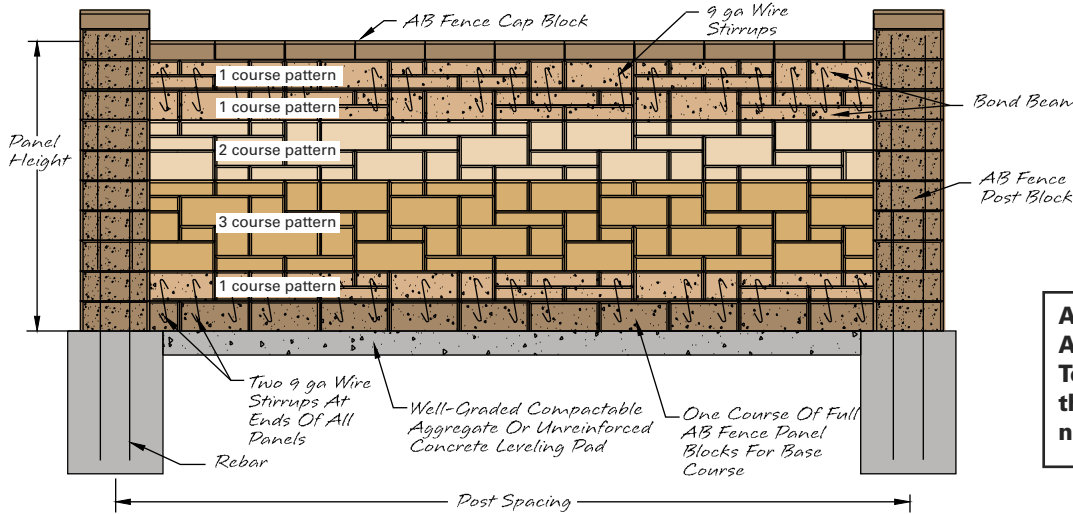 AB Fence Cap Block
9 ga Wire
Stirrups
1 course pattern
1 course pattern
Bond Beam
Panel
Height
2 course pattern
AB Fence
Post Block
3 course pattern
1 course pattern
Two 9 ga Wire
Stirrups At
Ends Of All
Panels
Well-Graded Compactable
Aggregate Or Unreinforced
Concrete Leveling Pad
One Course Of Full
AB Fence Panel
Blocks For Base
Course
Rebar
Post Spacing